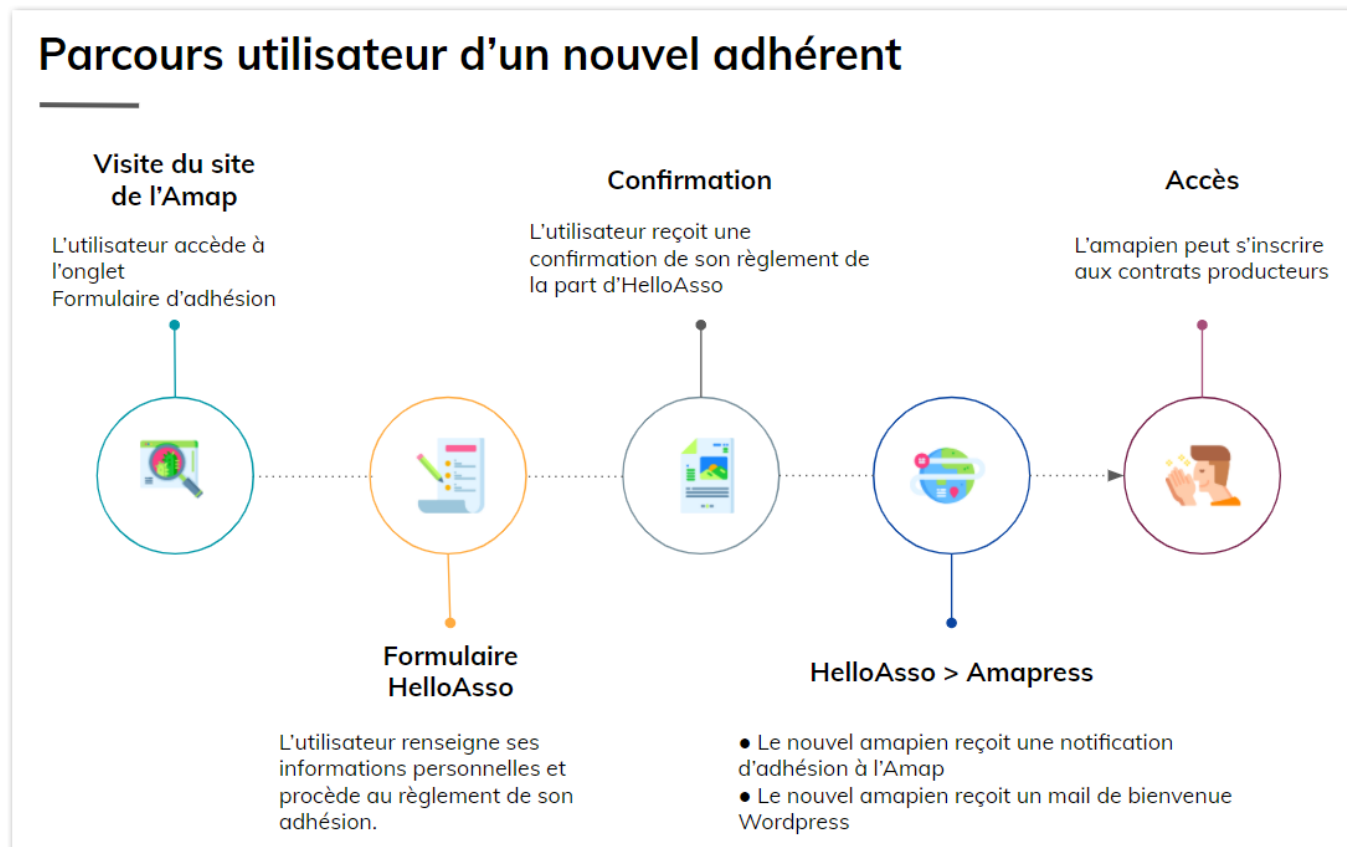 Parcours utilisateur d'un nouvel adhérent
Visite du site
de l'Amap
L'utilisateur accède à
l'onglet
Formulaire d'adhésion
Formulaire
HelloAsso
L'utilisateur renseigne ses
informations personnelles et
procède au règlement de son
adhésion.
Confirmation
L'utilisateur reçoit une
confirmation de son règlement de
la part d'HelloAsso
HelloAsso > Amapress
● Le nouvel amapien reçoit une notification
d'adhésion à l'Amap
● Le nouvel amapien reçoit un mail de bienvenue
Wordpress
Accès
L'amapien peut s'inscrire
aux contrats producteurs